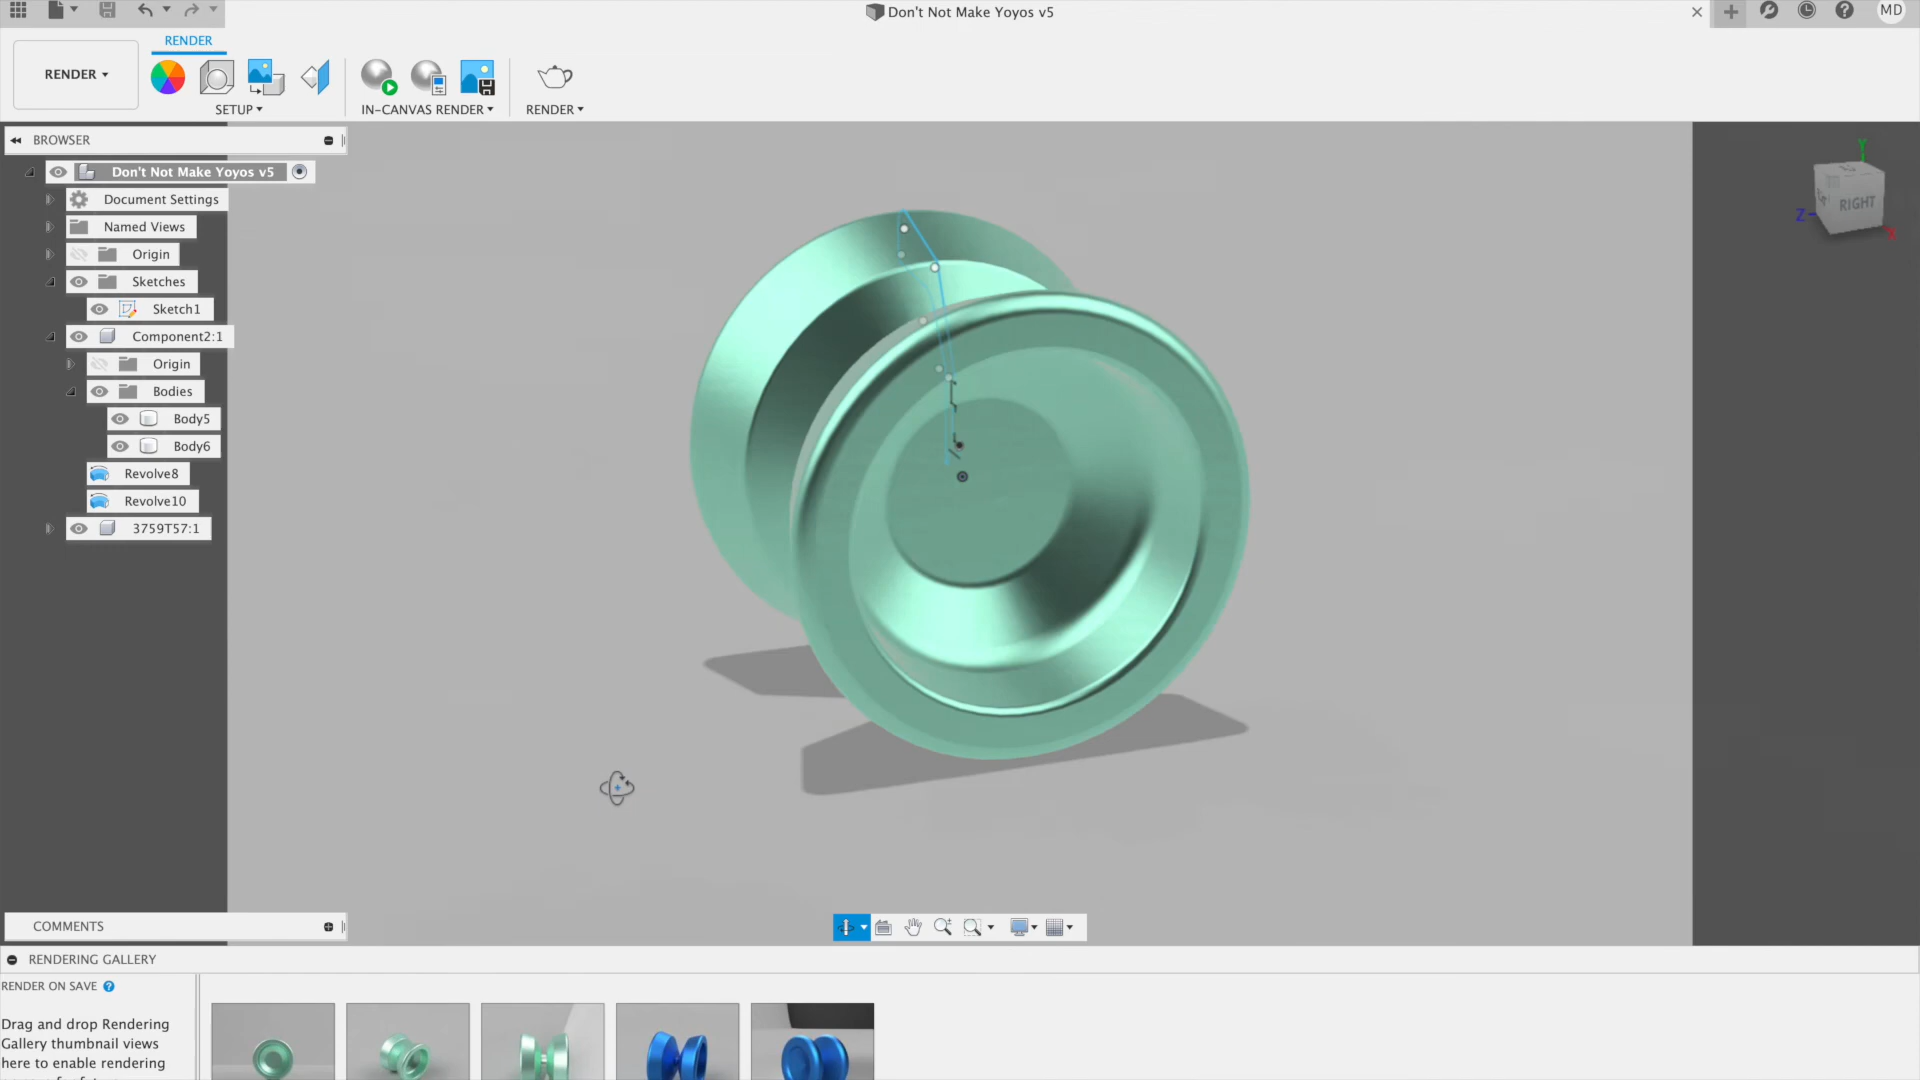 Don't Not Make Yoyos v5
MD
RENDER
RENDER
SETUP
IN-CANVAS RENDER
RENDER
BROWSER
Don't Not Make Yoyos v5
Document Settings
Named Views
Origin
Sketches
Sketch1
Component2:1
Origin
Bodies
Body5
Body6
Revolve8
Revolve10
3759T57:1
Y
Z
RIGHT
X
COMMENTS
RENDERING GALLERY
RENDER ON SAVE
Drag and drop Rendering
Gallery thumbnail views
here to enable rendering